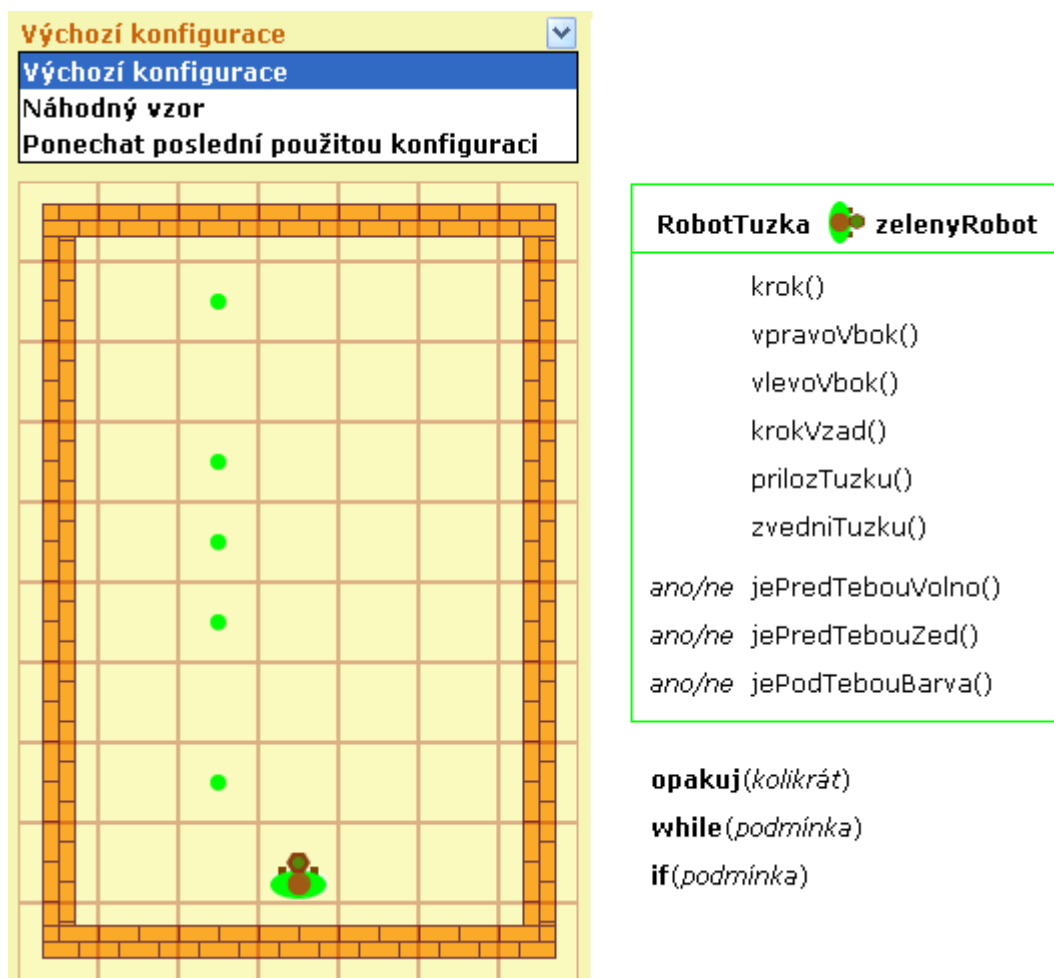 Výchozí konfigurace
Výchozí konfigurace
Náhodný vzor
Ponechat poslední použitou konfiguraci
RobotTuzka zelenyRobot
krok()
vpravoVbok()
vlevoVbok()
krokVzad()
prilozTuzku()
zvedniTuzku()
ano/ne jePredTebouVolno()
ano/ne jePredTebouZed()
ano/ne jePodTebouBarva()
opakuj(kolikrát)
while(podmínka)
if(podmínka)